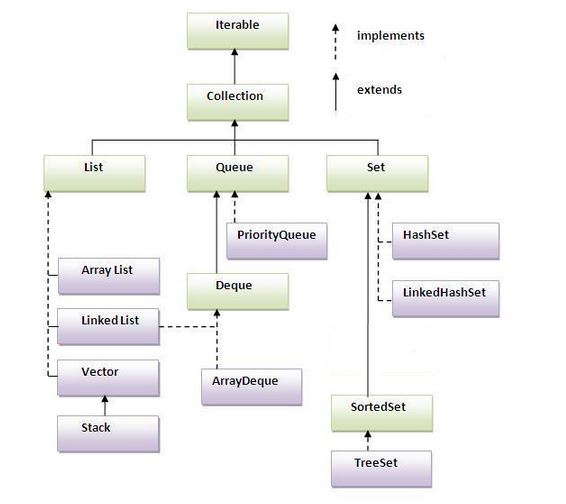 Iterable
implements
Collection
extends
List
Queue
Set
PriorityQueue
HashSet
Array List
Deque
LinkedHashSet
Linked List
Vector
ArrayDeque
SortedSet
Stack
TreeSet